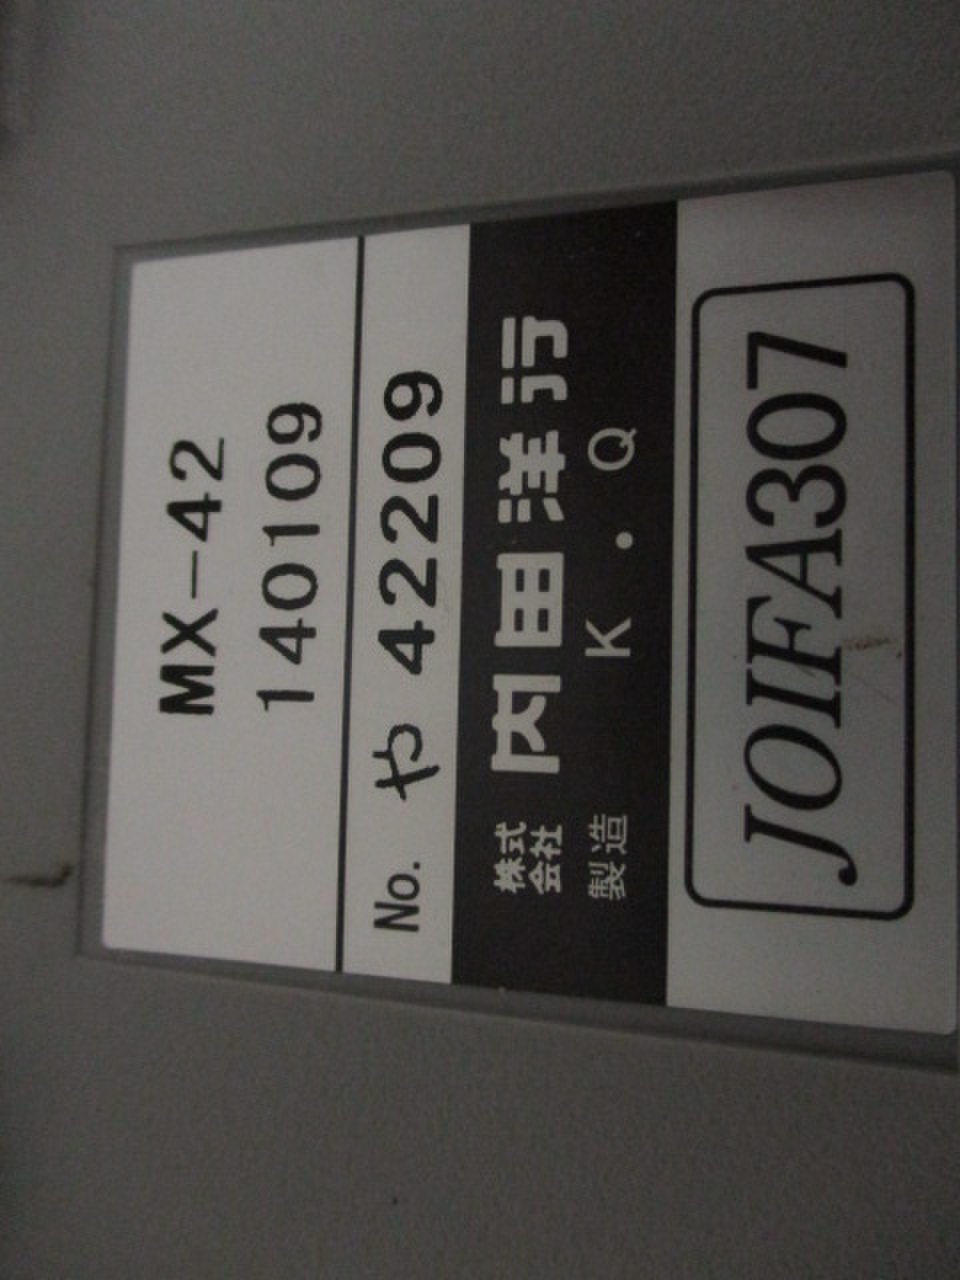 MX-42
140109
No. や 42209
株式会社 内田洋行
製造 K.Q
JOIFA307